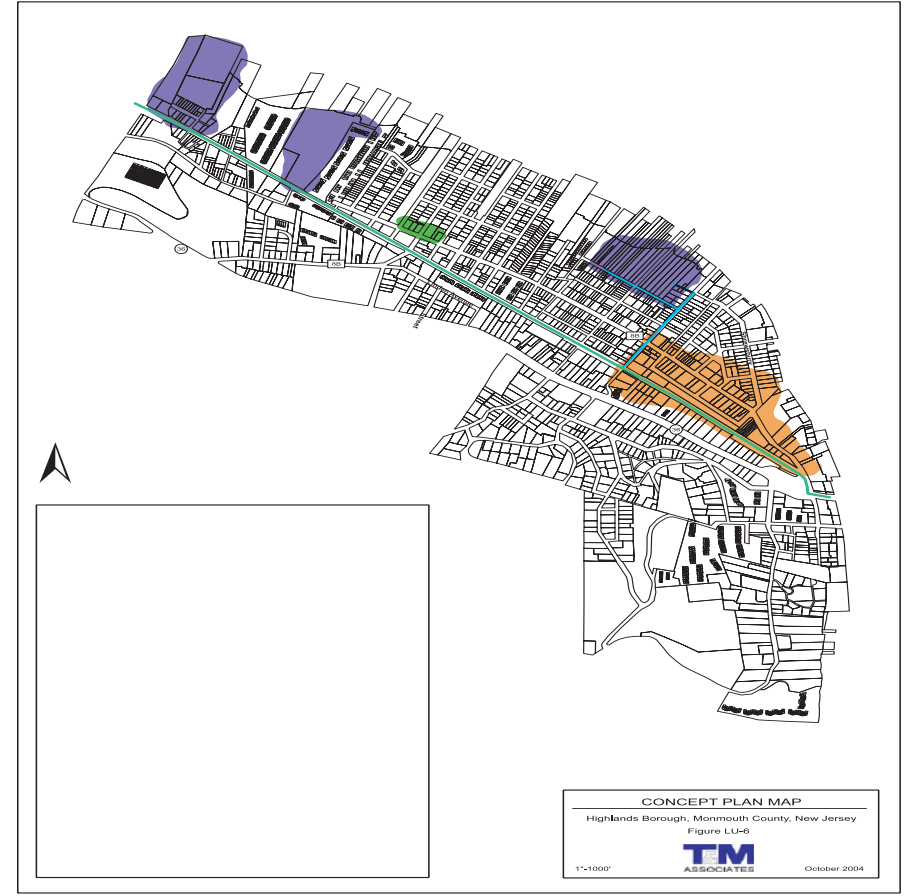 36
8B
Street
8B
36
CONCEPT PLAN MAP
Highlands Borough, Monmouth County, New Jersey
Figure LU-6
T&M
ASSOCIATES
1"-1000'
October 2004